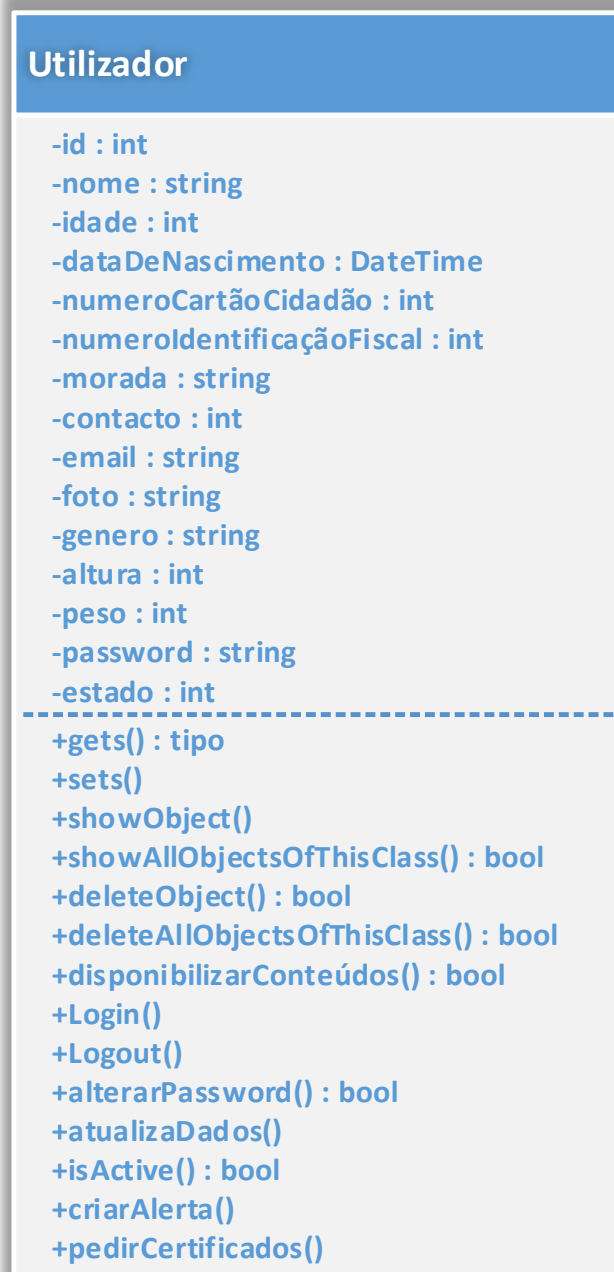 Utilizador
-id : int
-nome : string
-idade : int
-dataDeNascimento : DateTime
-numeroCartãoCidadão : int
-numeroIdentificaçãoFiscal : int
-morada : string
-contacto : int
-email : string
-foto : string
-genero : string
-altura : int
-peso : int
-password : string
-estado : int
+gets() : tipo
+sets()
+showObject()
+showAllObjectsOfThisClass() : bool
+deleteObject() : bool
+deleteAllObjectsOfThisClass() : bool
+disponibilizarConteúdos() : bool
+Login()
+Logout()
+alterarPassword() : bool
+atualizaDados()
+isActive() : bool
+criarAlerta()
+pedirCertificados()